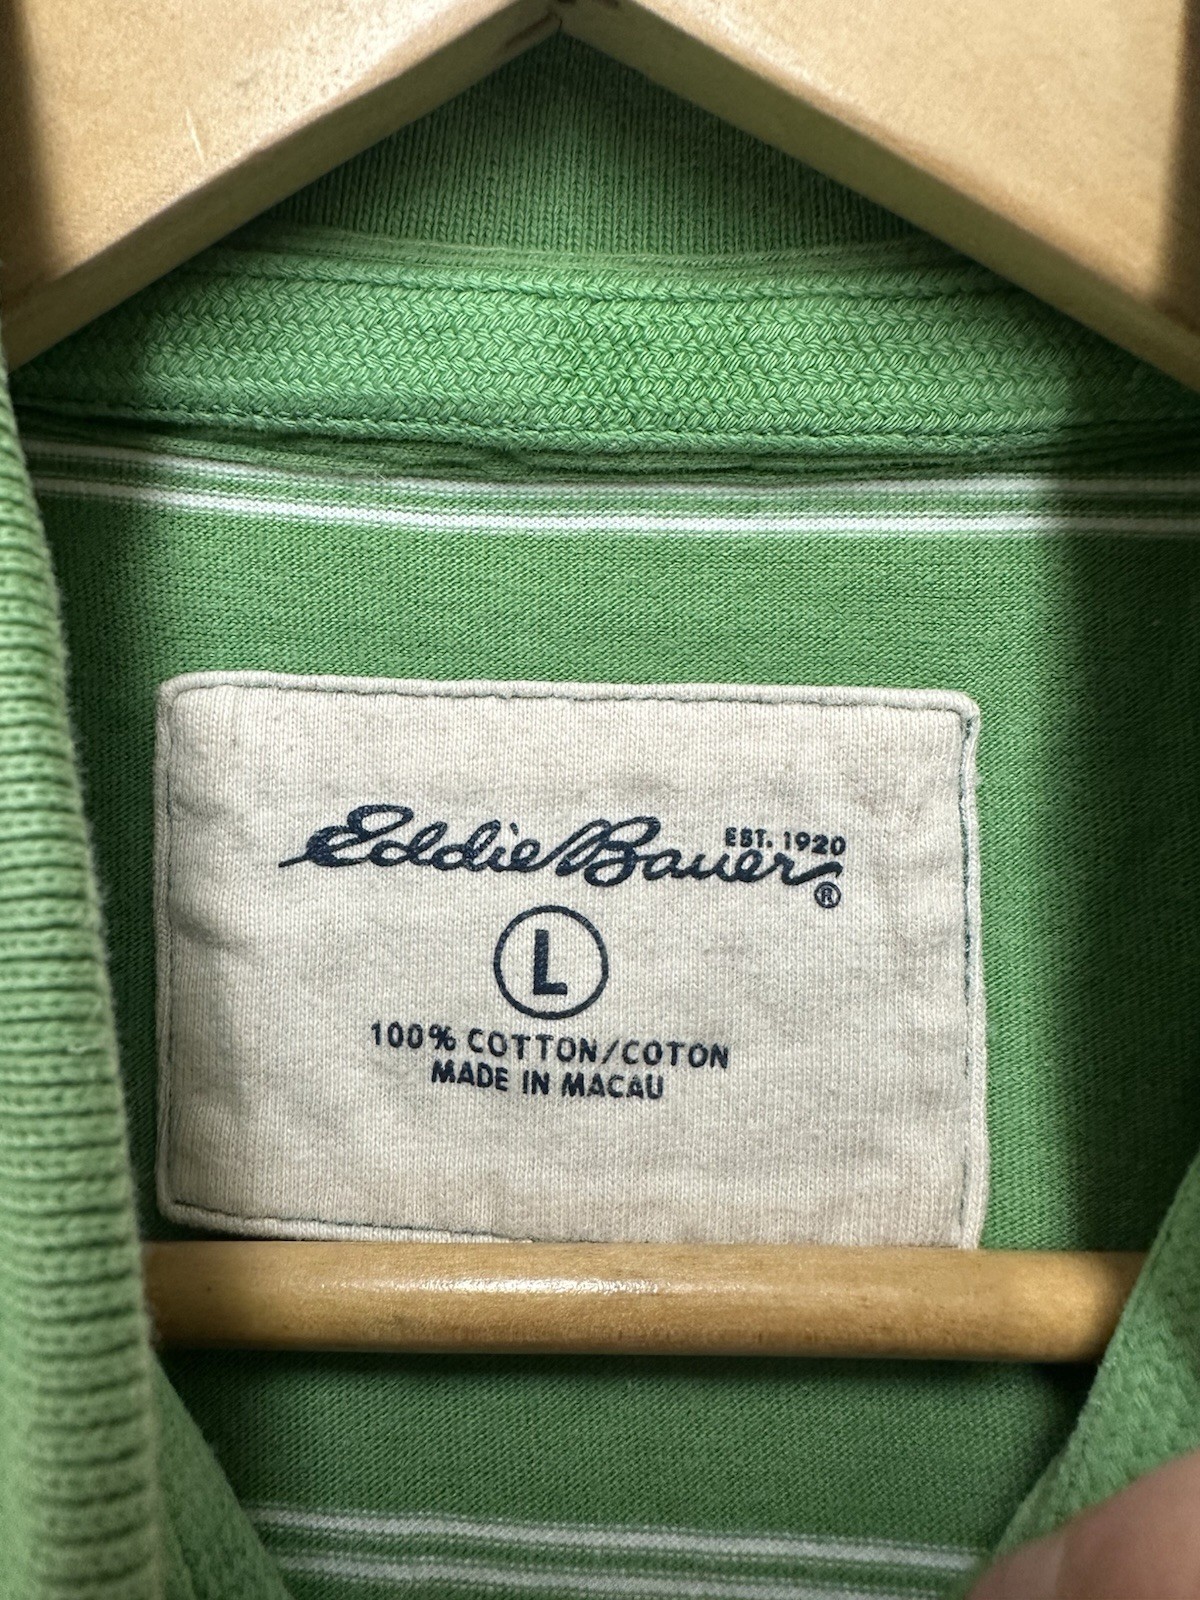 Eddie Bauer EST. 1920 ®
L
100% COTTON/COTON
MADE IN MACAU